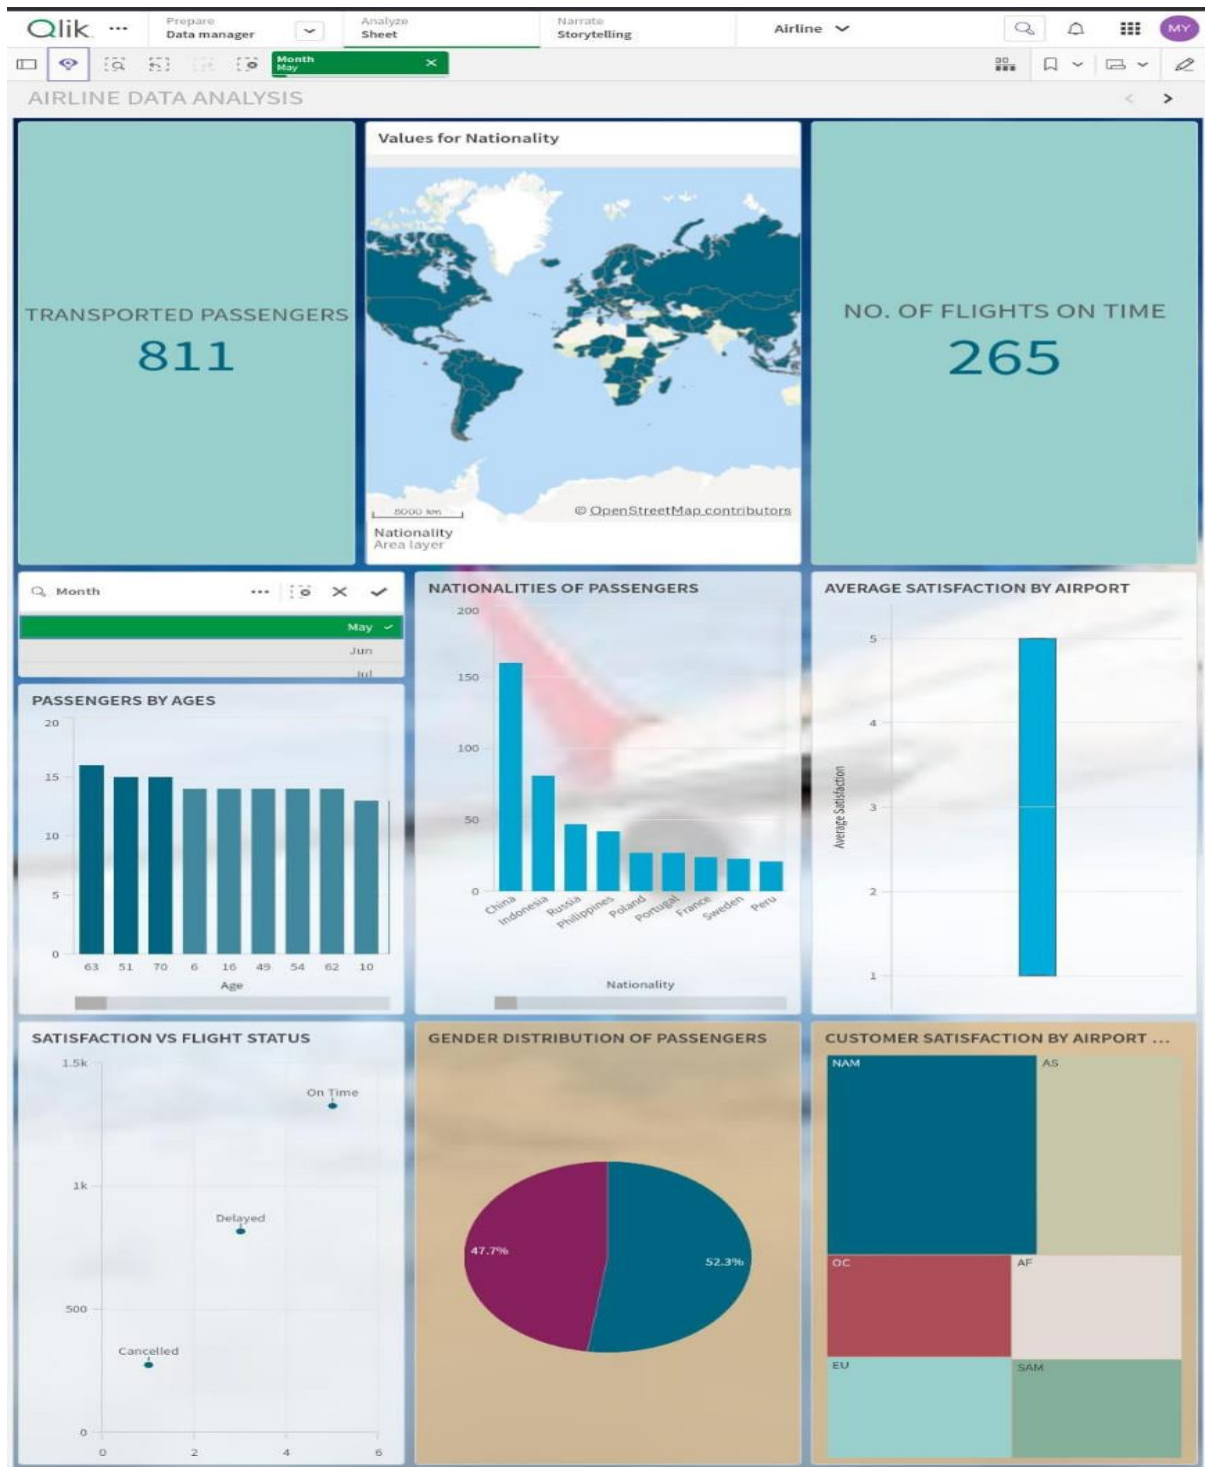 Qlik
Prepare
Data manager
Analyze
Sheet
Narrate
Storytelling
Airline
MY
Month
May
AIRLINE DATA ANALYSIS
TRANSPORTED PASSENGERS
811
Values for Nationality
5000 km
© OpenStreetMap contributors
Nationality
Area layer
NO. OF FLIGHTS ON TIME
265
Month
May
Jun
Jul
PASSENGERS BY AGES
20
15
10
5
0
63 51 70 6 16 49 54 62 10
Age
NATIONALITIES OF PASSENGERS
200
150
100
50
0
China Indonesia Russia Philippines Poland Portugal France Sweden Peru
Nationality
AVERAGE SATISFACTION BY AIRPORT
Average Satisfaction
5
4
3
2
1
SATISFACTION VS FLIGHT STATUS
1.5k
On Time
1k
Delayed
500
Cancelled
0
0 2 4 6
GENDER DISTRIBUTION OF PASSENGERS
47.7%
52.3%
CUSTOMER SATISFACTION BY AIRPORT ...
NAM
AS
OC
AF
EU
SAM